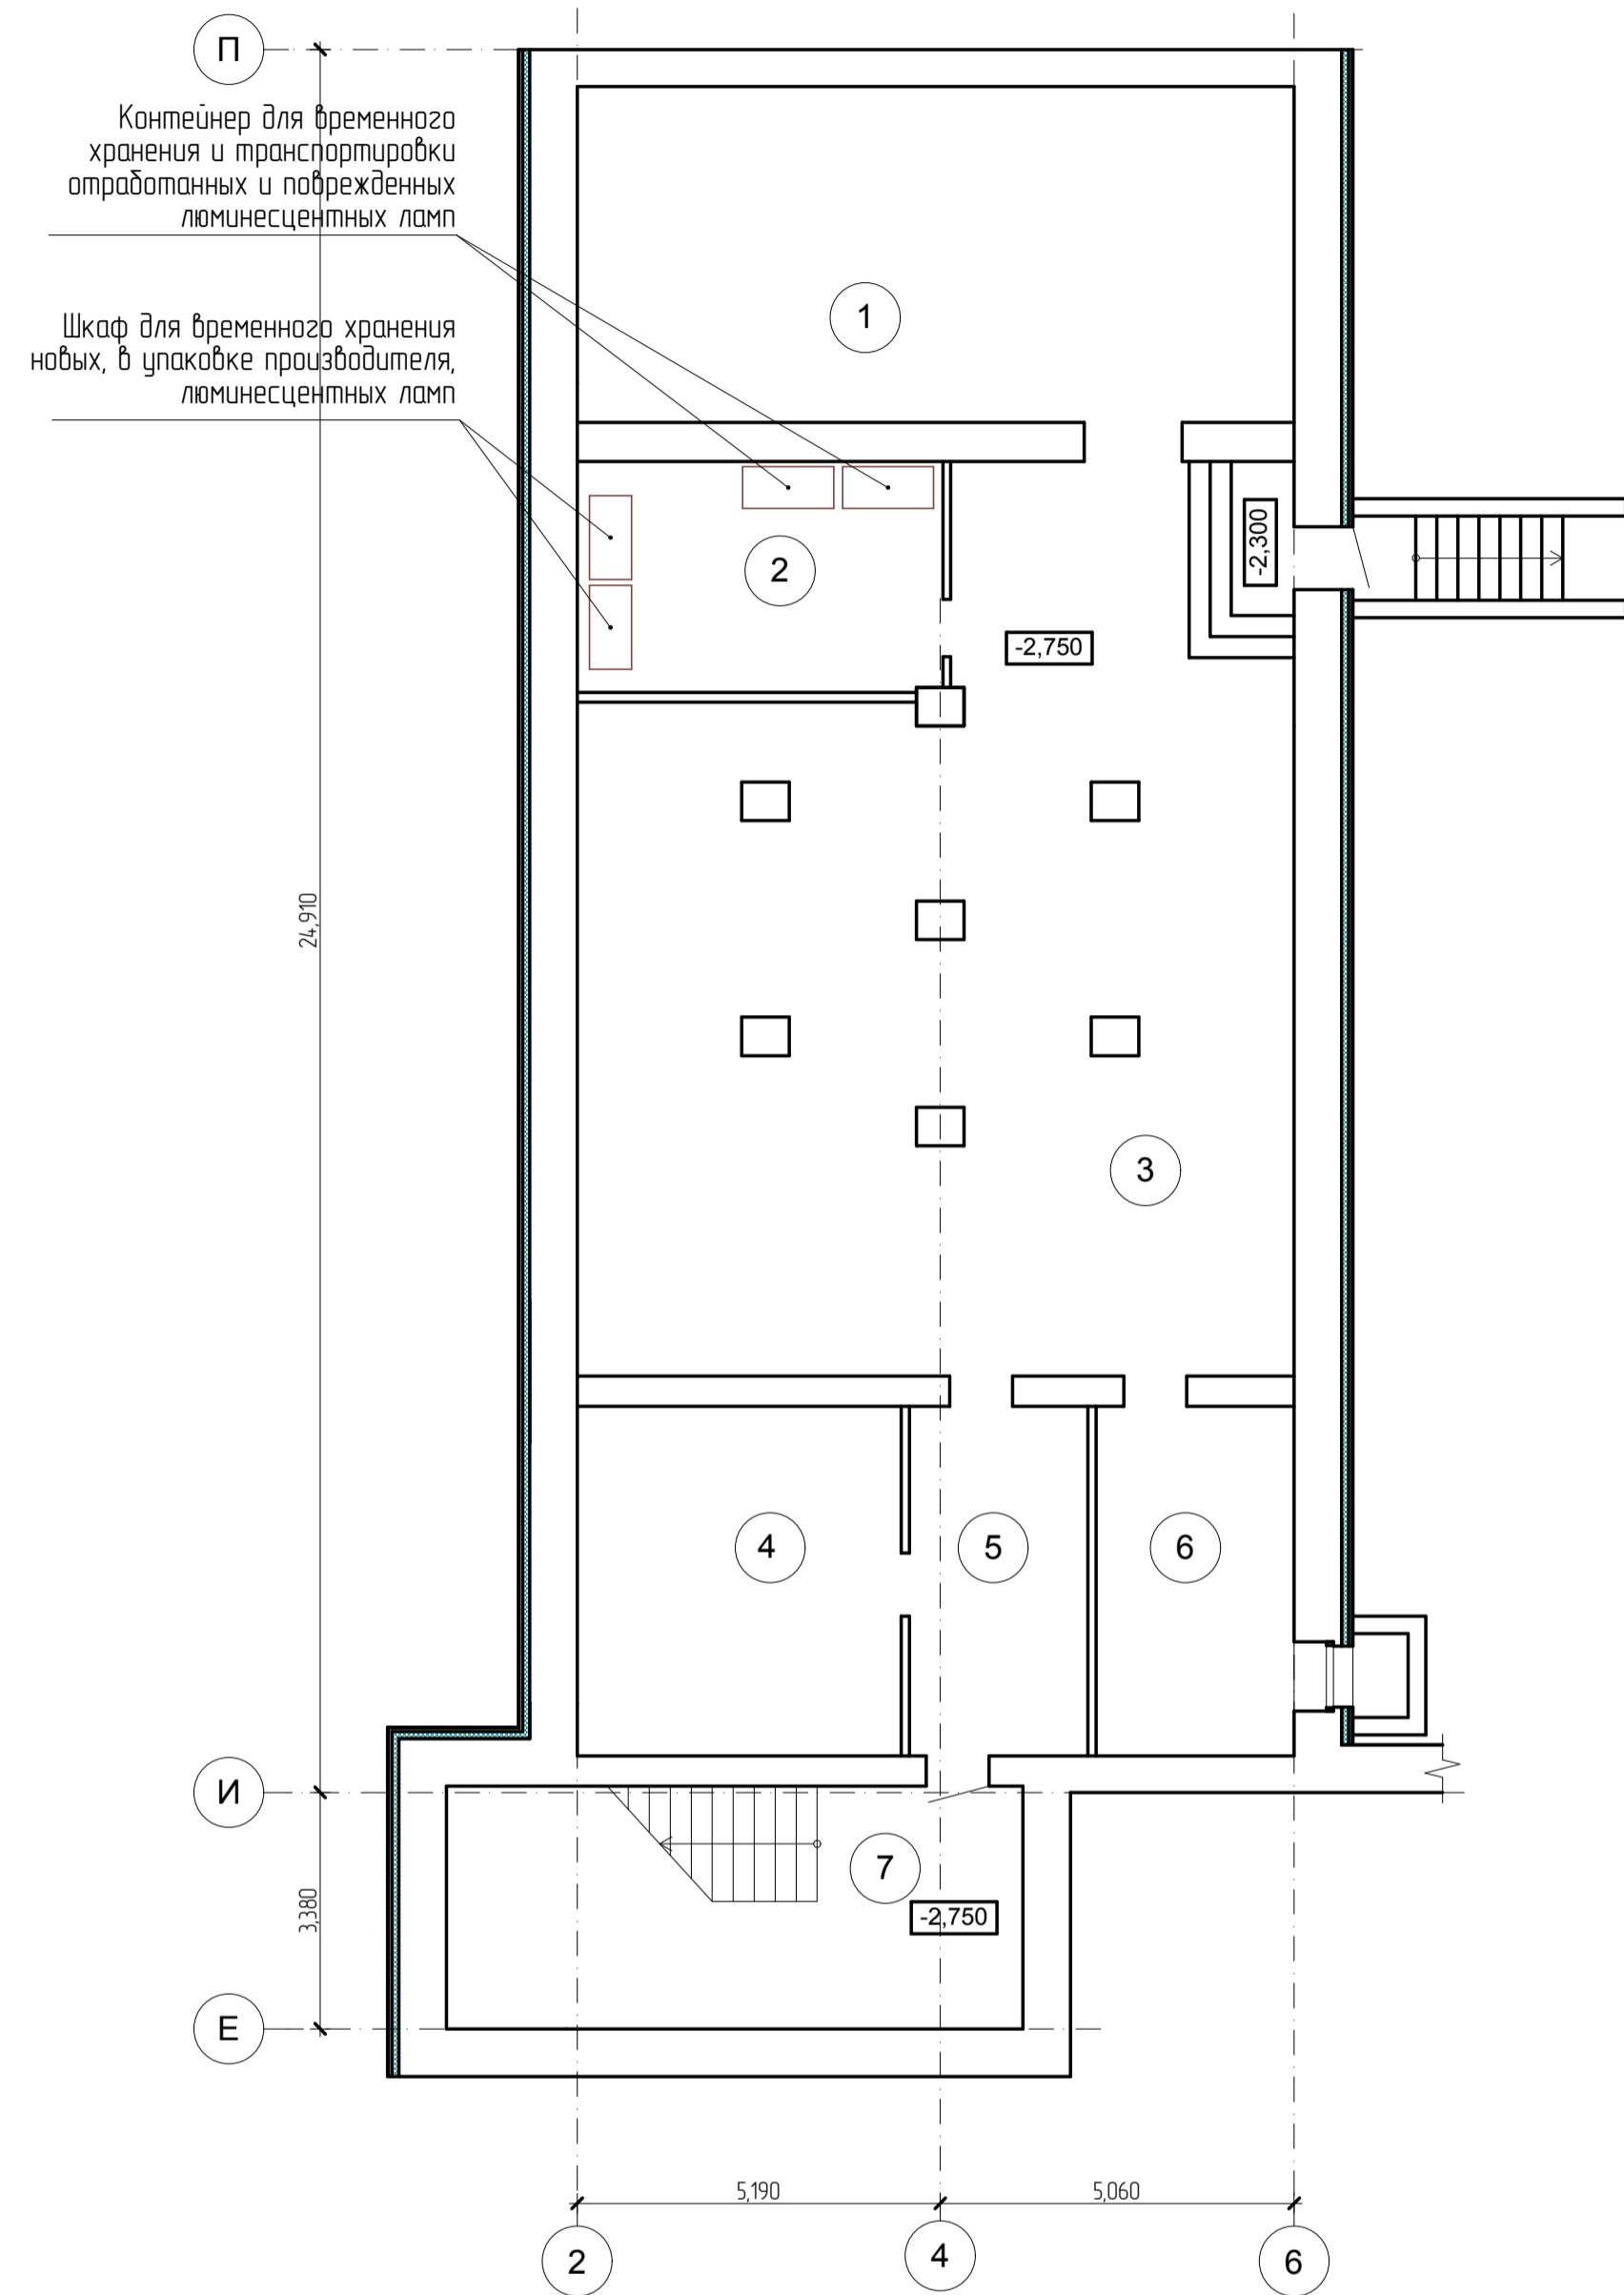 П
Контейнер для временного
хранения и транспортировки
отработанных и поврежденных
люминесцентных ламп
Шкаф для временного хранения
новых, в упаковке производителя,
люминесцентных ламп
1
2
-2,300
-2,750
24,910
3
4
5
6
И
7
-2,750
3,380
Е
5,190
5,060
2
4
6